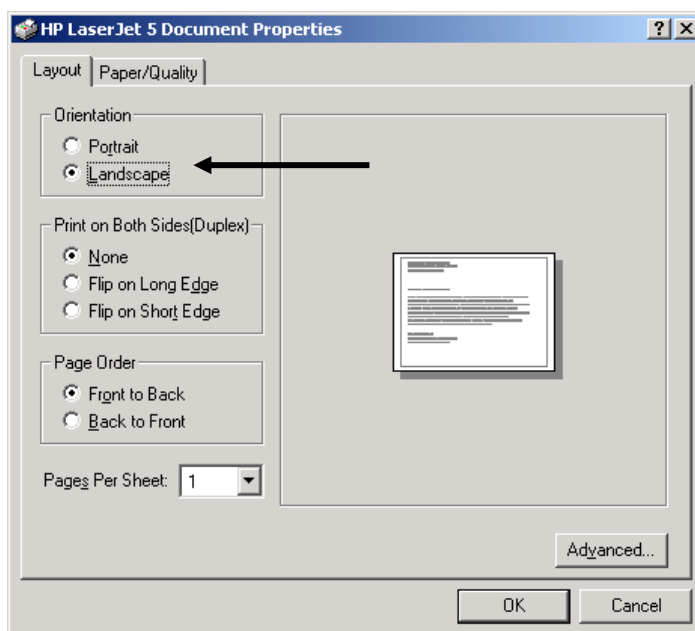 HP LaserJet 5 Document Properties
Layout
Paper/Quality
Orientation
Portrait
Landscape
Print on Both Sides(Duplex)
None
Flip on Long Edge
Flip on Short Edge
Page Order
Front to Back
Back to Front
Pages Per Sheet: 1
Advanced...
OK
Cancel